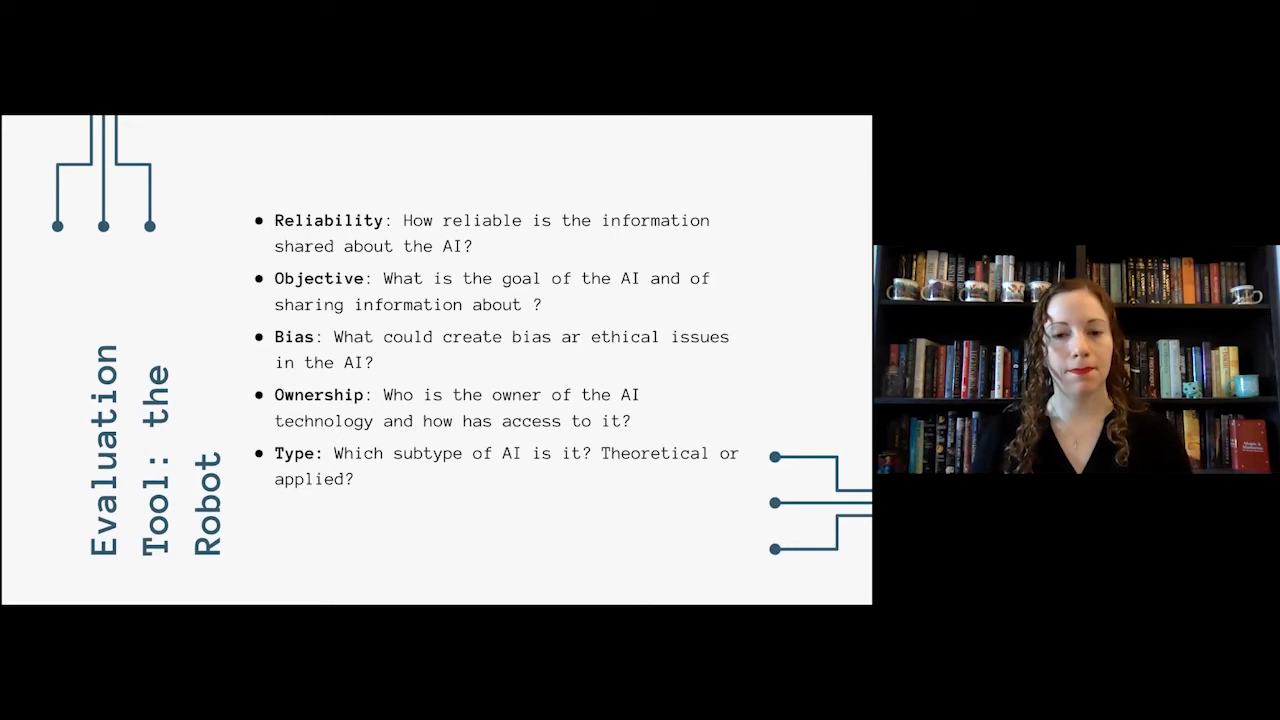 Evaluation
Tool: the
Robot
● Reliability: How reliable is the information
shared about the AI?
● Objective: What is the goal of the AI and of
sharing information about ?
● Bias: What could create bias ar ethical issues
in the AI?
● Ownership: Who is the owner of the AI
technology and how has access to it?
● Type: Which subtype of AI is it? Theoretical or
applied?